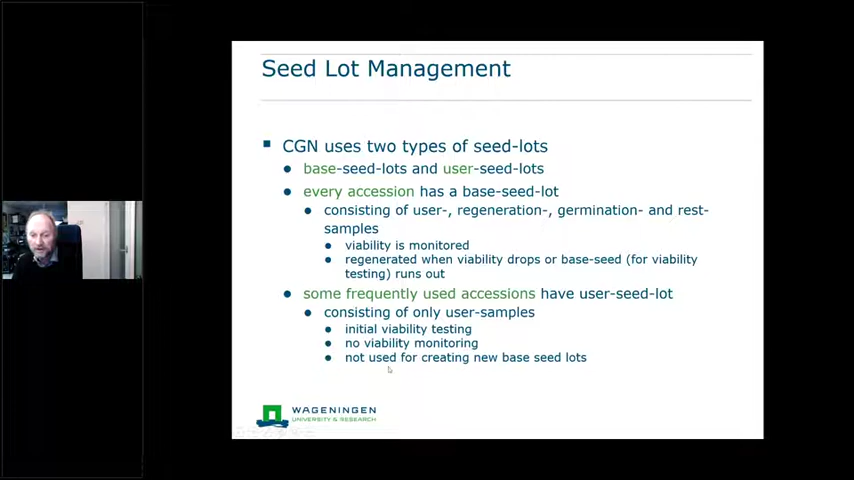 Seed Lot Management
CGN uses two types of seed-lots
base-seed-lots and user-seed-lots
every accession has a base-seed-lot
consisting of user-, regeneration-, germination- and rest-
samples
viability is monitored
regenerated when viability drops or base-seed (for viability
testing) runs out
some frequently used accessions have user-seed-lot
consisting of only user-samples
initial viability testing
no viability monitoring
not used for creating new base seed lots
WAGENINGEN
UNIVERSITY & RESEARCH